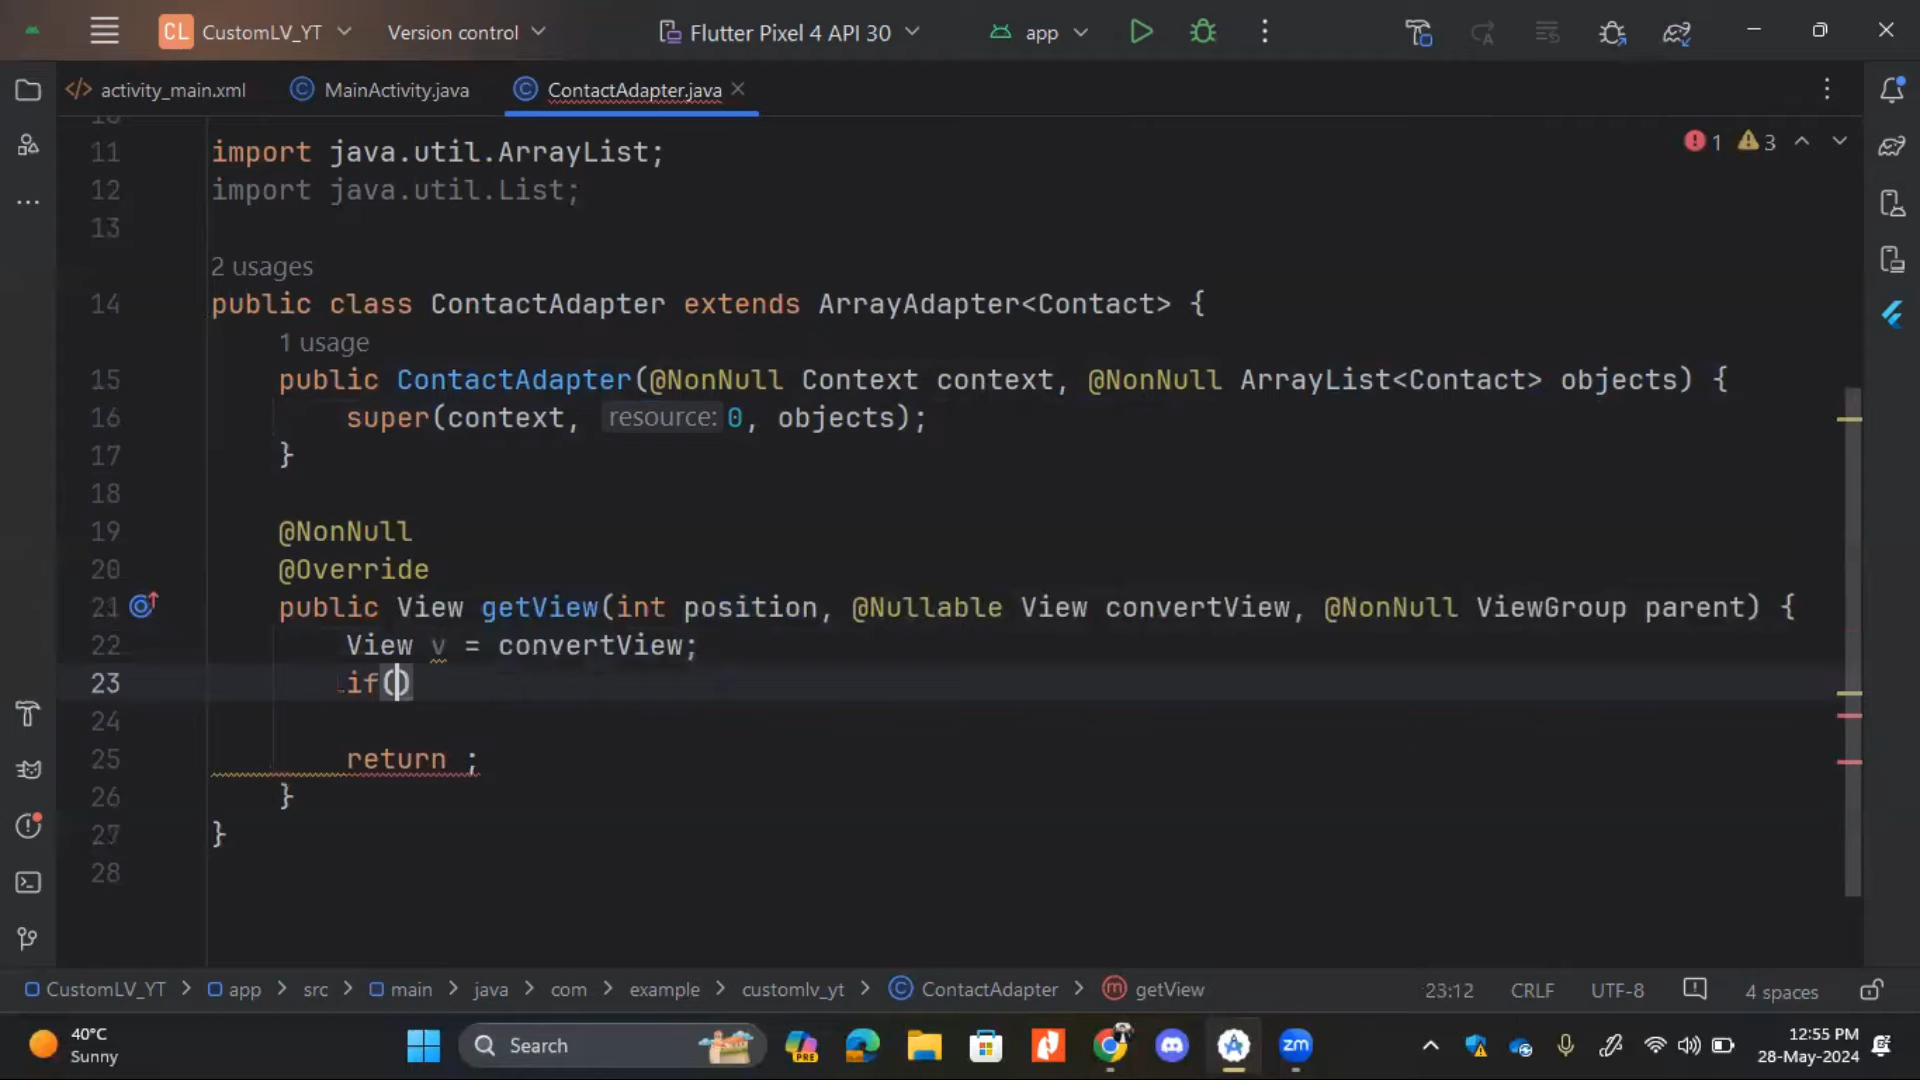 CL CustomLV_YT Version control Flutter Pixel 4 API 30 app
activity_main.xml MainActivity.java ContactAdapter.java
11 import java.util.ArrayList; 1 3
12 import java.util.List;
13
2 usages
14 public class ContactAdapter extends ArrayAdapter<Contact> {
1 usage
15 public ContactAdapter(@NonNull Context context, @NonNull ArrayList<Contact> objects) {
16 super(context, resource: 0, objects);
17 }
18
19 @NonNull
20 @Override
21 public View getView(int position, @Nullable View convertView, @NonNull ViewGroup parent) {
22 View v = convertView;
23 if()
24
25 return ;
26 }
27 }
28
CustomLV_YT > app > src > main > java > com > example > customlv_yt > ContactAdapter > getView 23:12 CRLF UTF-8 4 spaces
40°C
Sunny
Search
PRE
zm
12:55 PM
28-May-2024